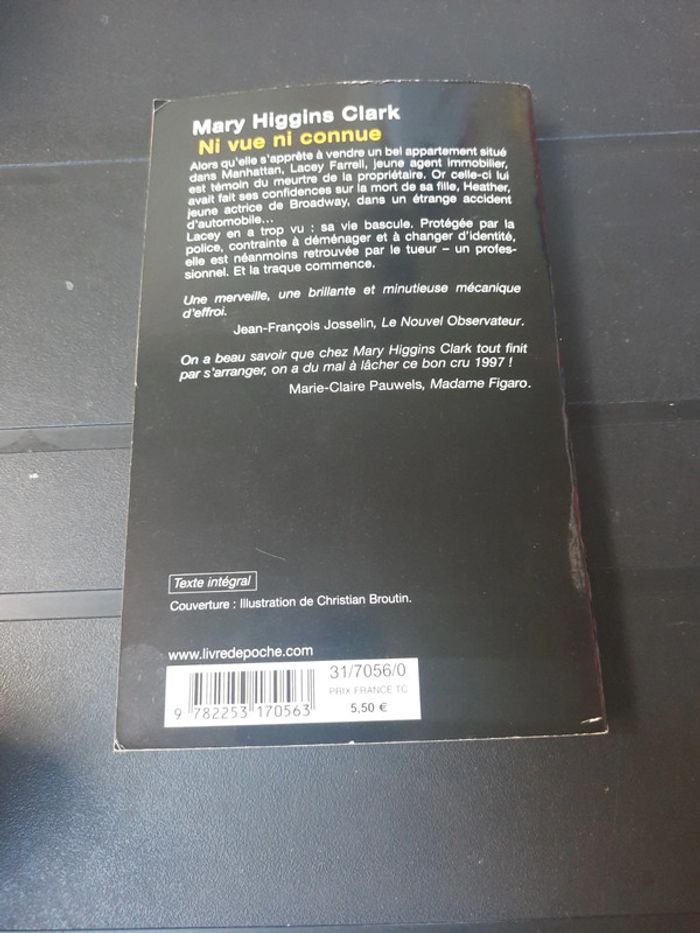 Mary Higgins Clark
Ni vue ni connue
Alors qu'elle s'apprête à vendre un bel appartement situé
dans Manhattan, Lacey Farrell, jeune agent immobilier,
est témoin du meurtre de la propriétaire. Or celle-ci lui
avait fait ses confidences sur la mort de sa fille, Heather,
jeune actrice de Broadway, dans un étrange accident
d'automobile...
Lacey en a trop vu : sa vie bascule. Protégée par la
police, contrainte à déménager et à changer d'identité,
elle est néanmoins retrouvée par le tueur – un profes-
sionnel. Et la traque commence.
Une merveille, une brillante et minutieuse mécanique
d'effroi.
Jean-François Josselin, Le Nouvel Observateur.
On a beau savoir que chez Mary Higgins Clark tout finit
par s'arranger, on a du mal à lâcher ce bon cru 1997 !
Marie-Claire Pauwels, Madame Figaro.
Texte intégral
Couverture : Illustration de Christian Broutin.
www.livredepoche.com
31/7056/0
PRIX FRANCE TC
5,50 €
9 782253 170563